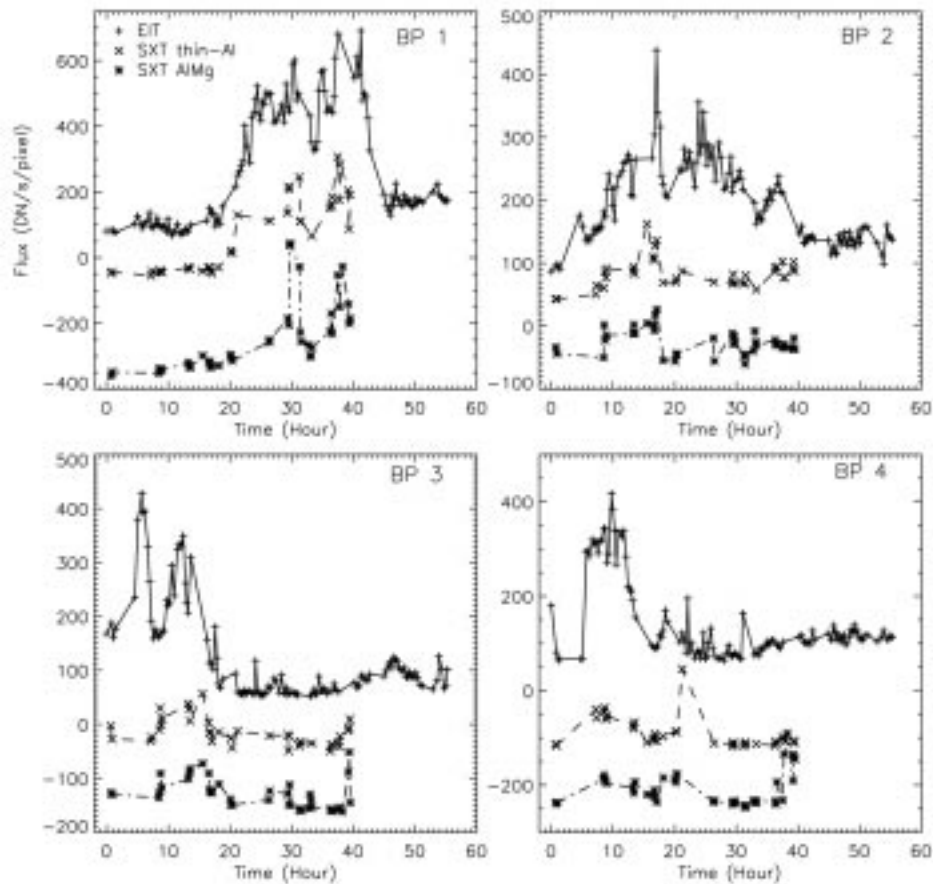 BP 1
+ EIT
× SXT thin-Al
✱ SXT AlMg
Flux (DN/s/pixel)
600
400
200
0
-200
-400
0 10 20 30 40 50 60
Time (Hour)
BP 2
500
400
300
200
100
0
-100
0 10 20 30 40 50 60
Time (Hour)
BP 3
500
400
300
200
100
0
-100
-200
0 10 20 30 40 50 60
Time (Hour)
BP 4
400
200
0
-200
0 10 20 30 40 50 60
Time (Hour)